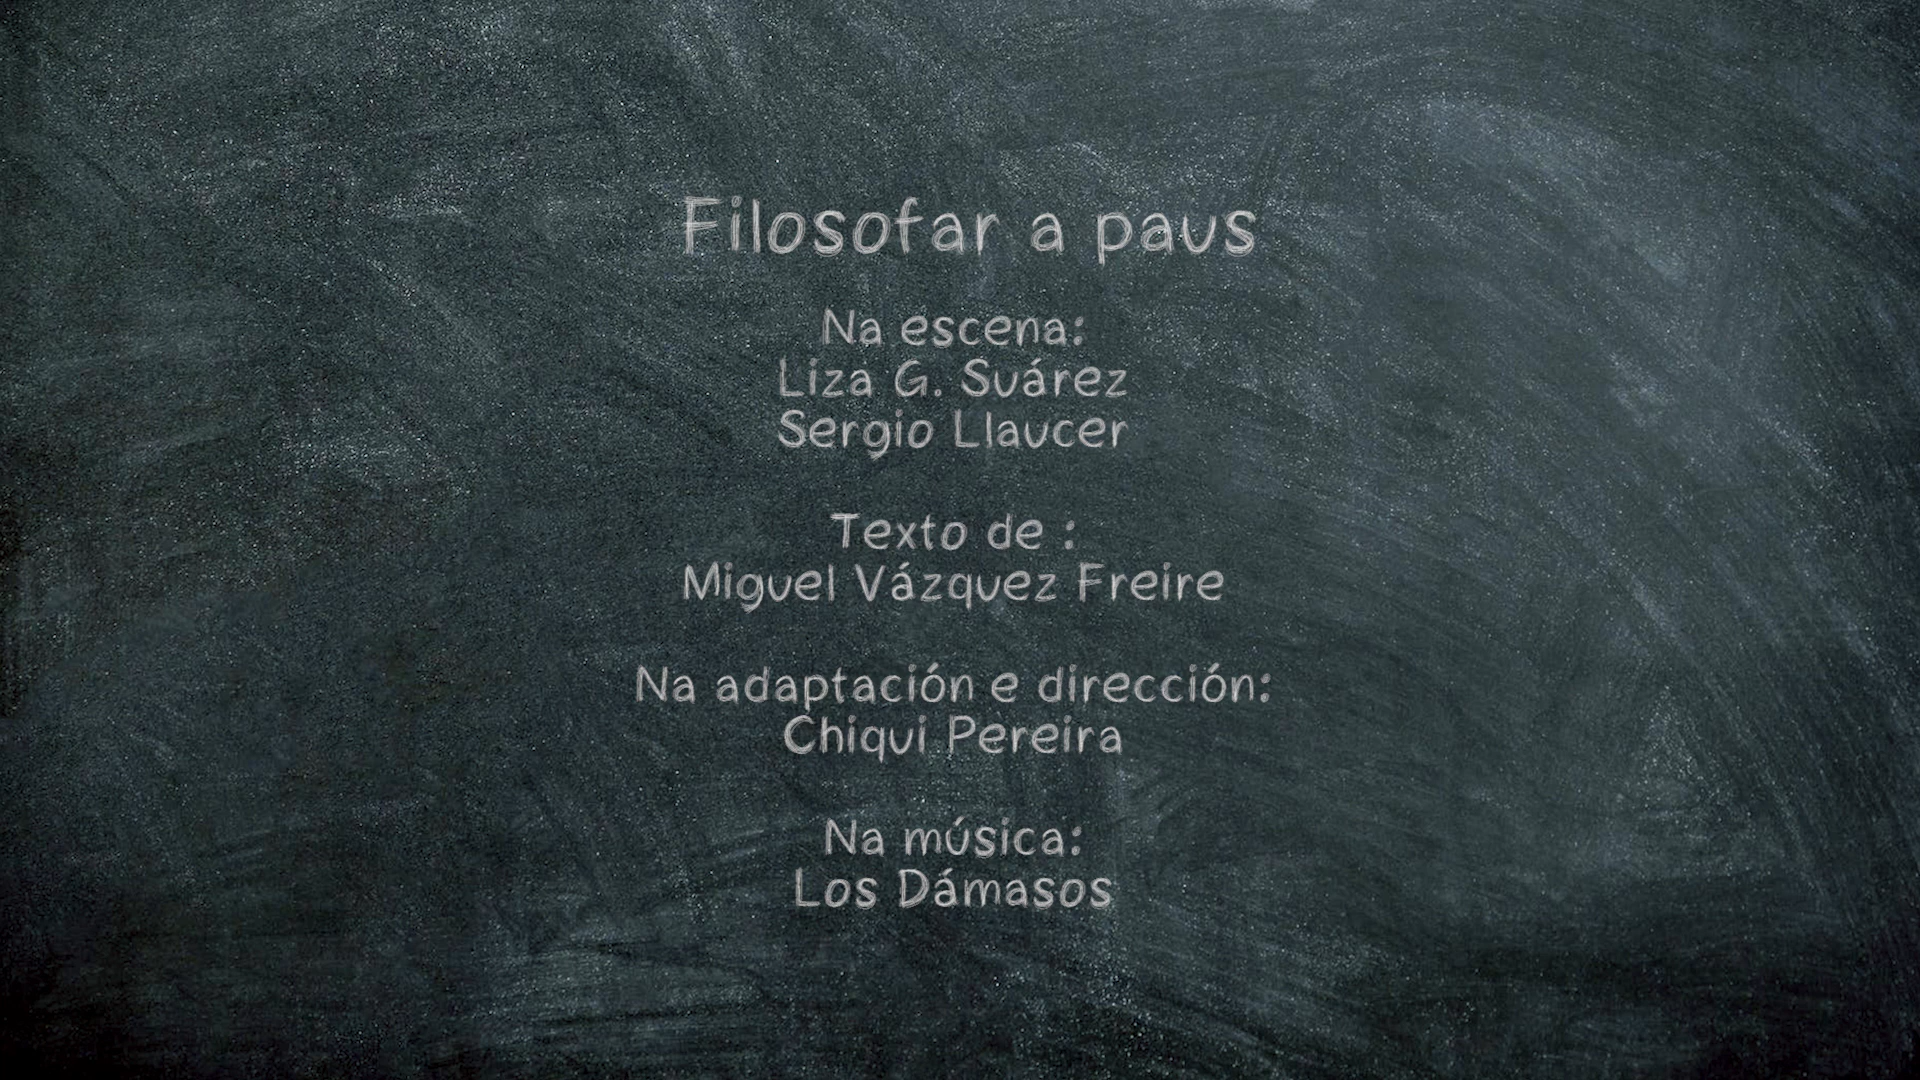 Filosofar a paus
Na escena:
Liza G. Suárez
Sergio Llaucer
Texto de :
Miguel Vázquez Freire
Na adaptación e dirección:
Chiqui Pereira
Na música:
Los Dámasos